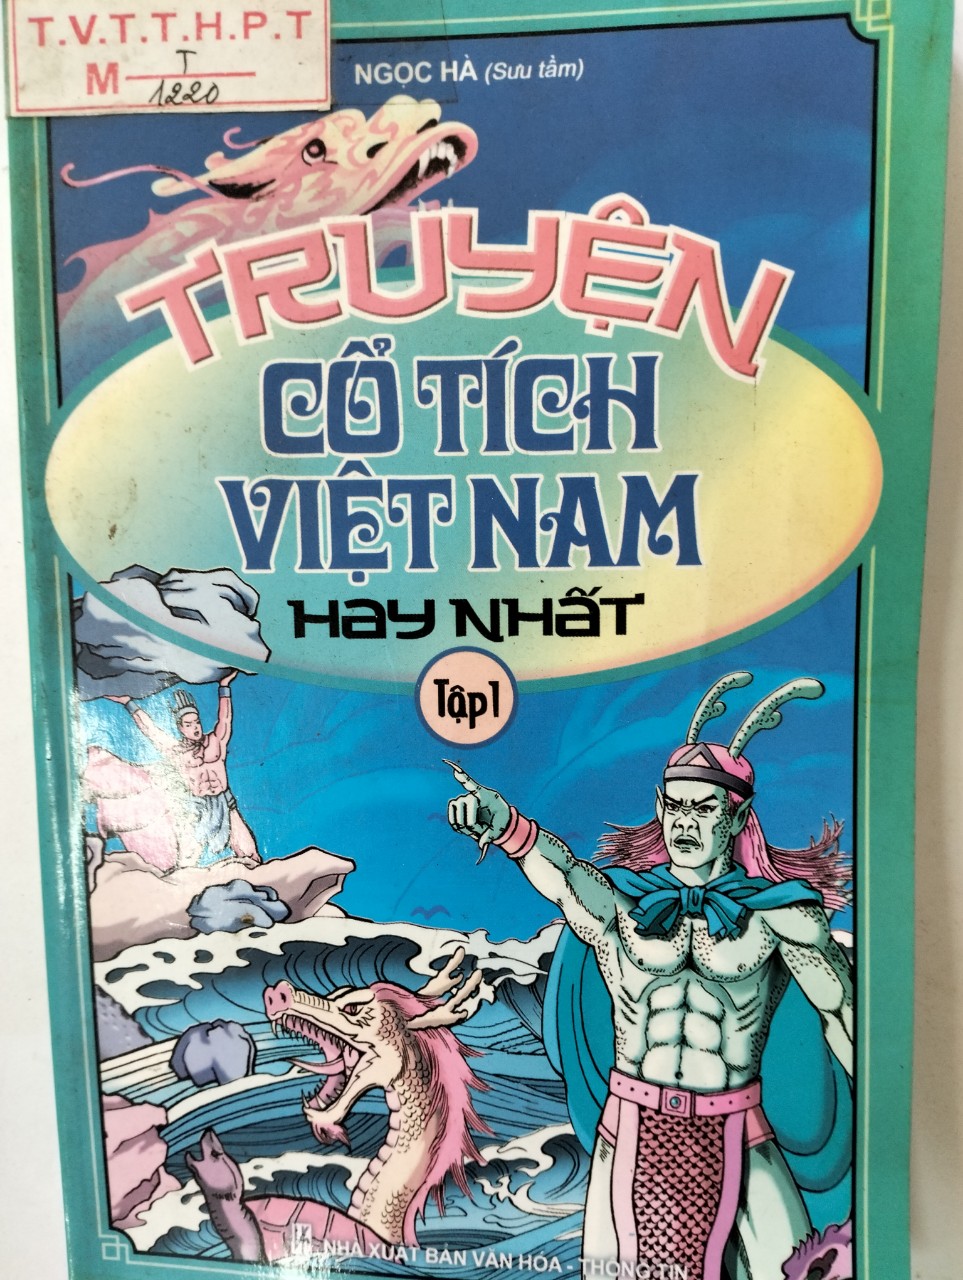 T.V.T.T.H.P.T
M T
1220
NGỌC HÀ (Sưu tầm)
TRUYỆN
CỔ TÍCH
VIỆT NAM
HAY NHẤT
Tập 1
NHÀ XUẤT BẢN VĂN HÓA - THÔNG TIN